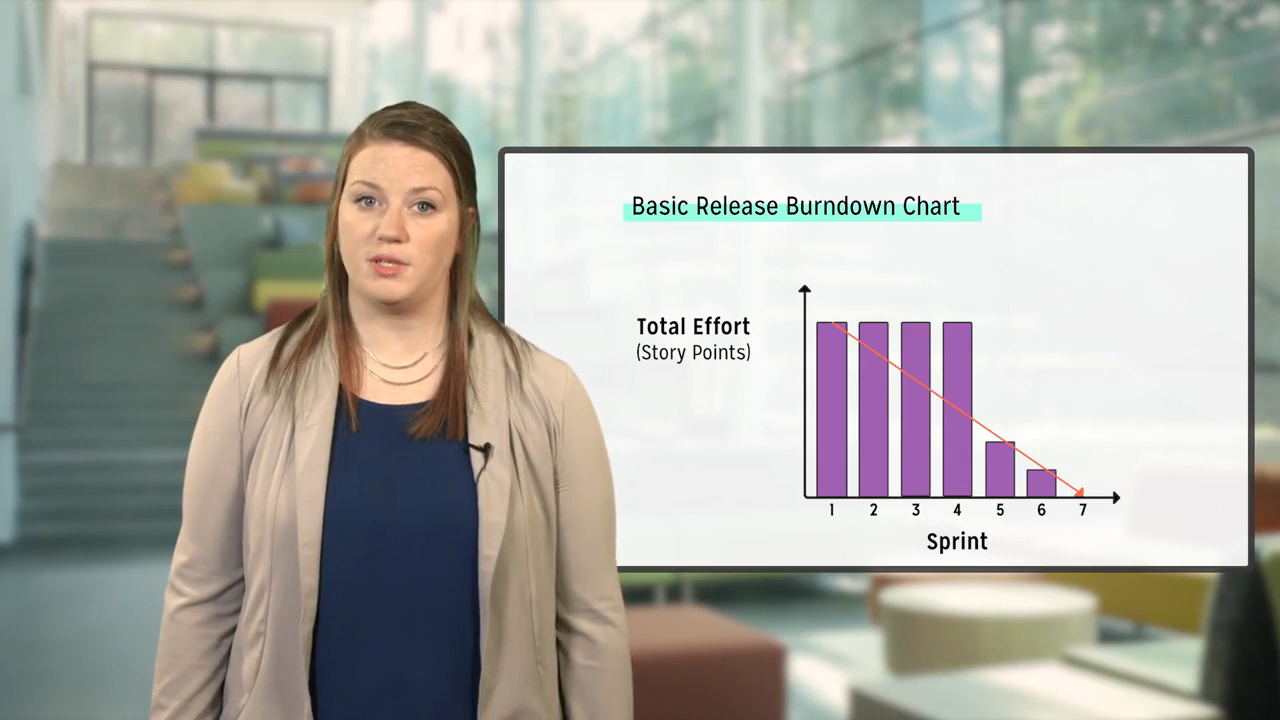 Basic Release Burndown Chart
Total Effort
(Story Points)
1 2 3 4 5 6 7
Sprint